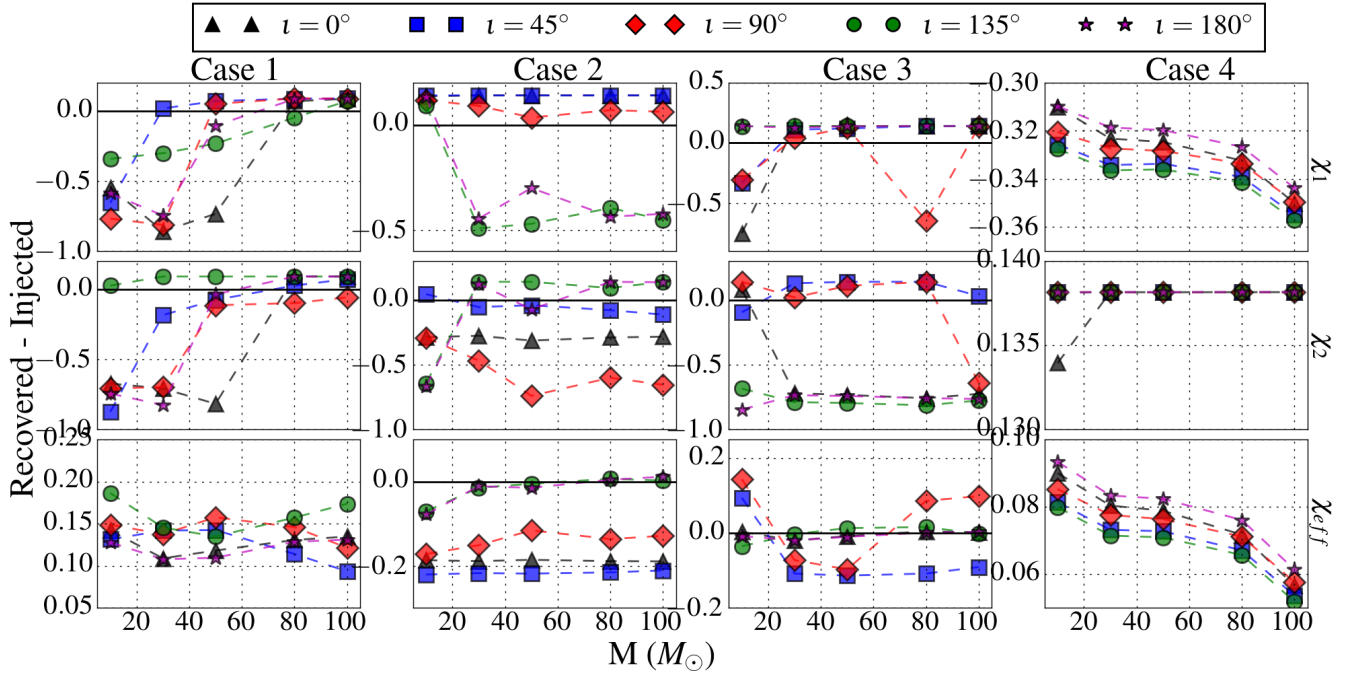 ι = 0° ι = 45° ι = 90° ι = 135° ι = 180°
Case 1 Case 2 Case 3 Case 4
0.0 −0.5 −1.0
0.0 −0.5
0.5 0.0 −0.5
−0.30 −0.32 −0.34 −0.36
χ1
0.0 −0.5 −1.0
0.0 −0.5 −1.0
0.0 −0.5 −1.0
0.140 0.135 0.130
χ2
0.25 0.20 0.15 0.10 0.05
0.0 −0.2
0.2 0.0 −0.2
0.10 0.08 0.06
χeff
Recovered - Injected
20 40 60 80 100 20 40 60 80 100 20 40 60 80 100 20 40 60 80 100
M (M⊙)